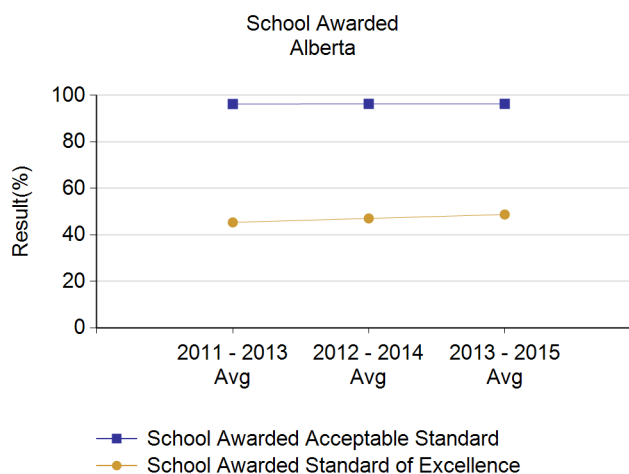 School Awarded
Alberta
Result(%)
100
80
60
40
20
0
2011 - 2013
Avg
2012 - 2014
Avg
2013 - 2015
Avg
School Awarded Acceptable Standard
School Awarded Standard of Excellence